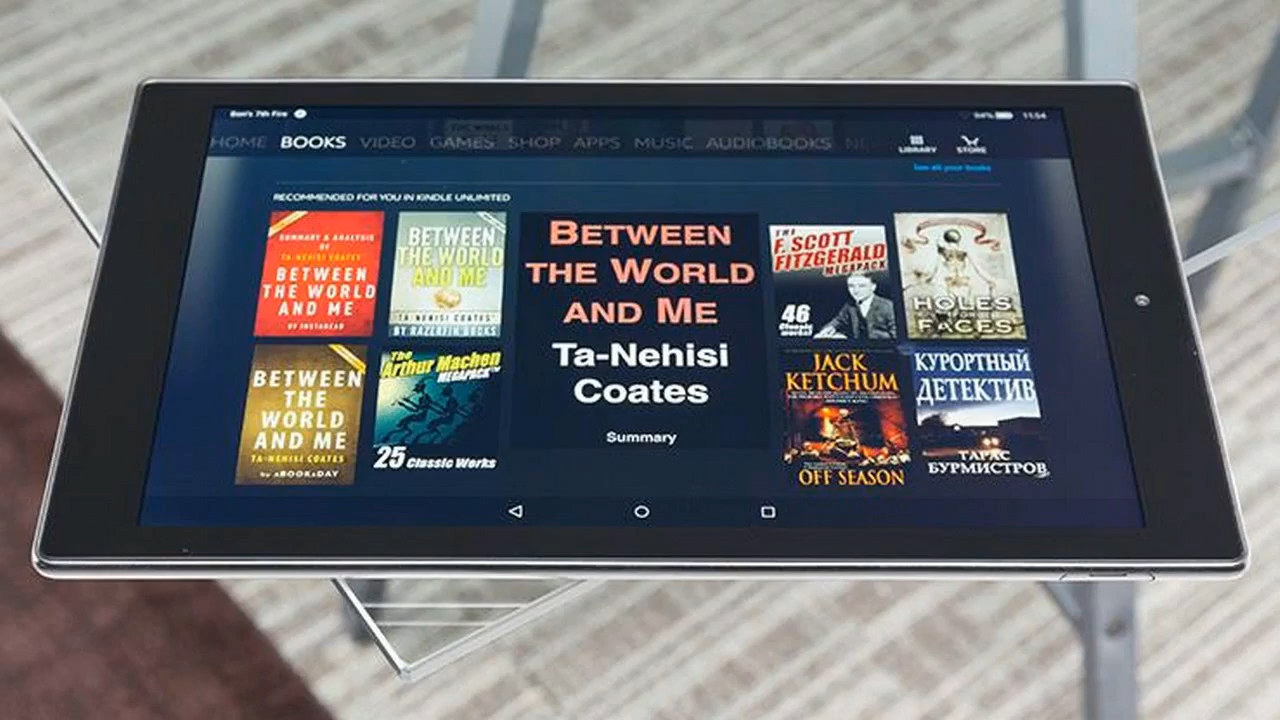 Ben's 7th Fire
94% 11:54
HOME BOOKS VIDEO GAMES SHOP APPS MUSIC AUDIOBOOKS
LIBRARY STORE
See all your books
RECOMMENDED FOR YOU IN KINDLE UNLIMITED
SUMMARY & ANALYSIS
OF
TA-NEHISI COATES'
BETWEEN
THE WORLD
AND ME
BY INSTAREAD
BETWEEN
THE WORLD
AND ME
TA-NEHISI COATES'
BY RAZERFIN BOOKS
BETWEEN
THE
WORLD
AND ME
TA-NEHISI COATES
by aBOOKaDAY
The
Arthur Machen
MEGAPACK™
25 Classic Works
BETWEEN
THE WORLD
AND ME
Ta-Nehisi
Coates
Summary
THE
F. SCOTT
FITZGERALD
MEGAPACK
46
Classic
Works!
HOLES
FOR
FACES
JACK
KETCHUM
OFF SEASON
КУРОРТНЫЙ
ДЕТЕКТИВ
ТАРАС
БУРМИСТРОВ